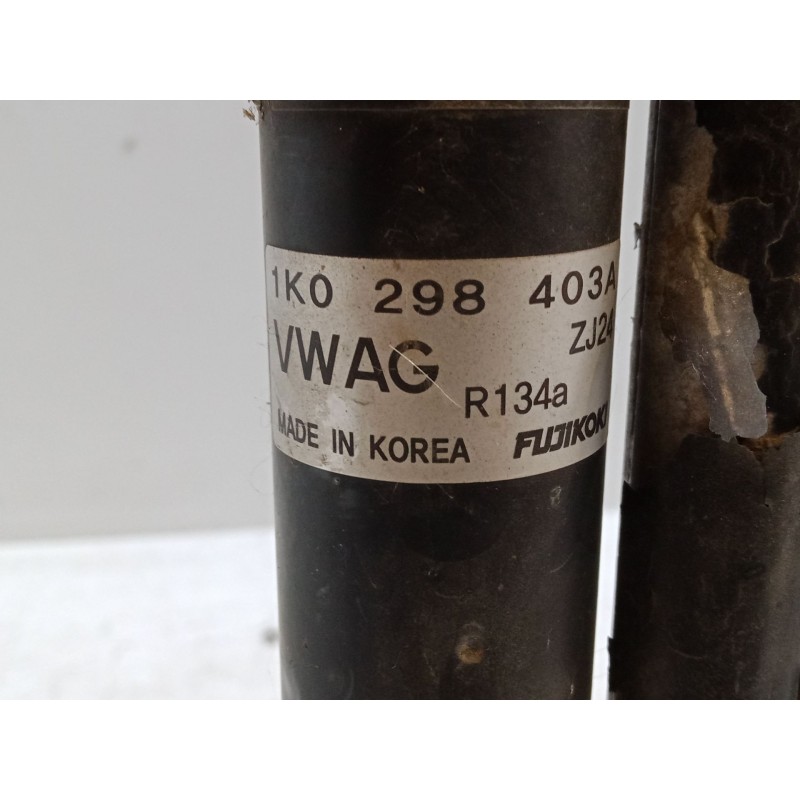 1K0 298 403A
ZJ24
VWAG
R134a
MADE IN KOREA FUJIKOKI